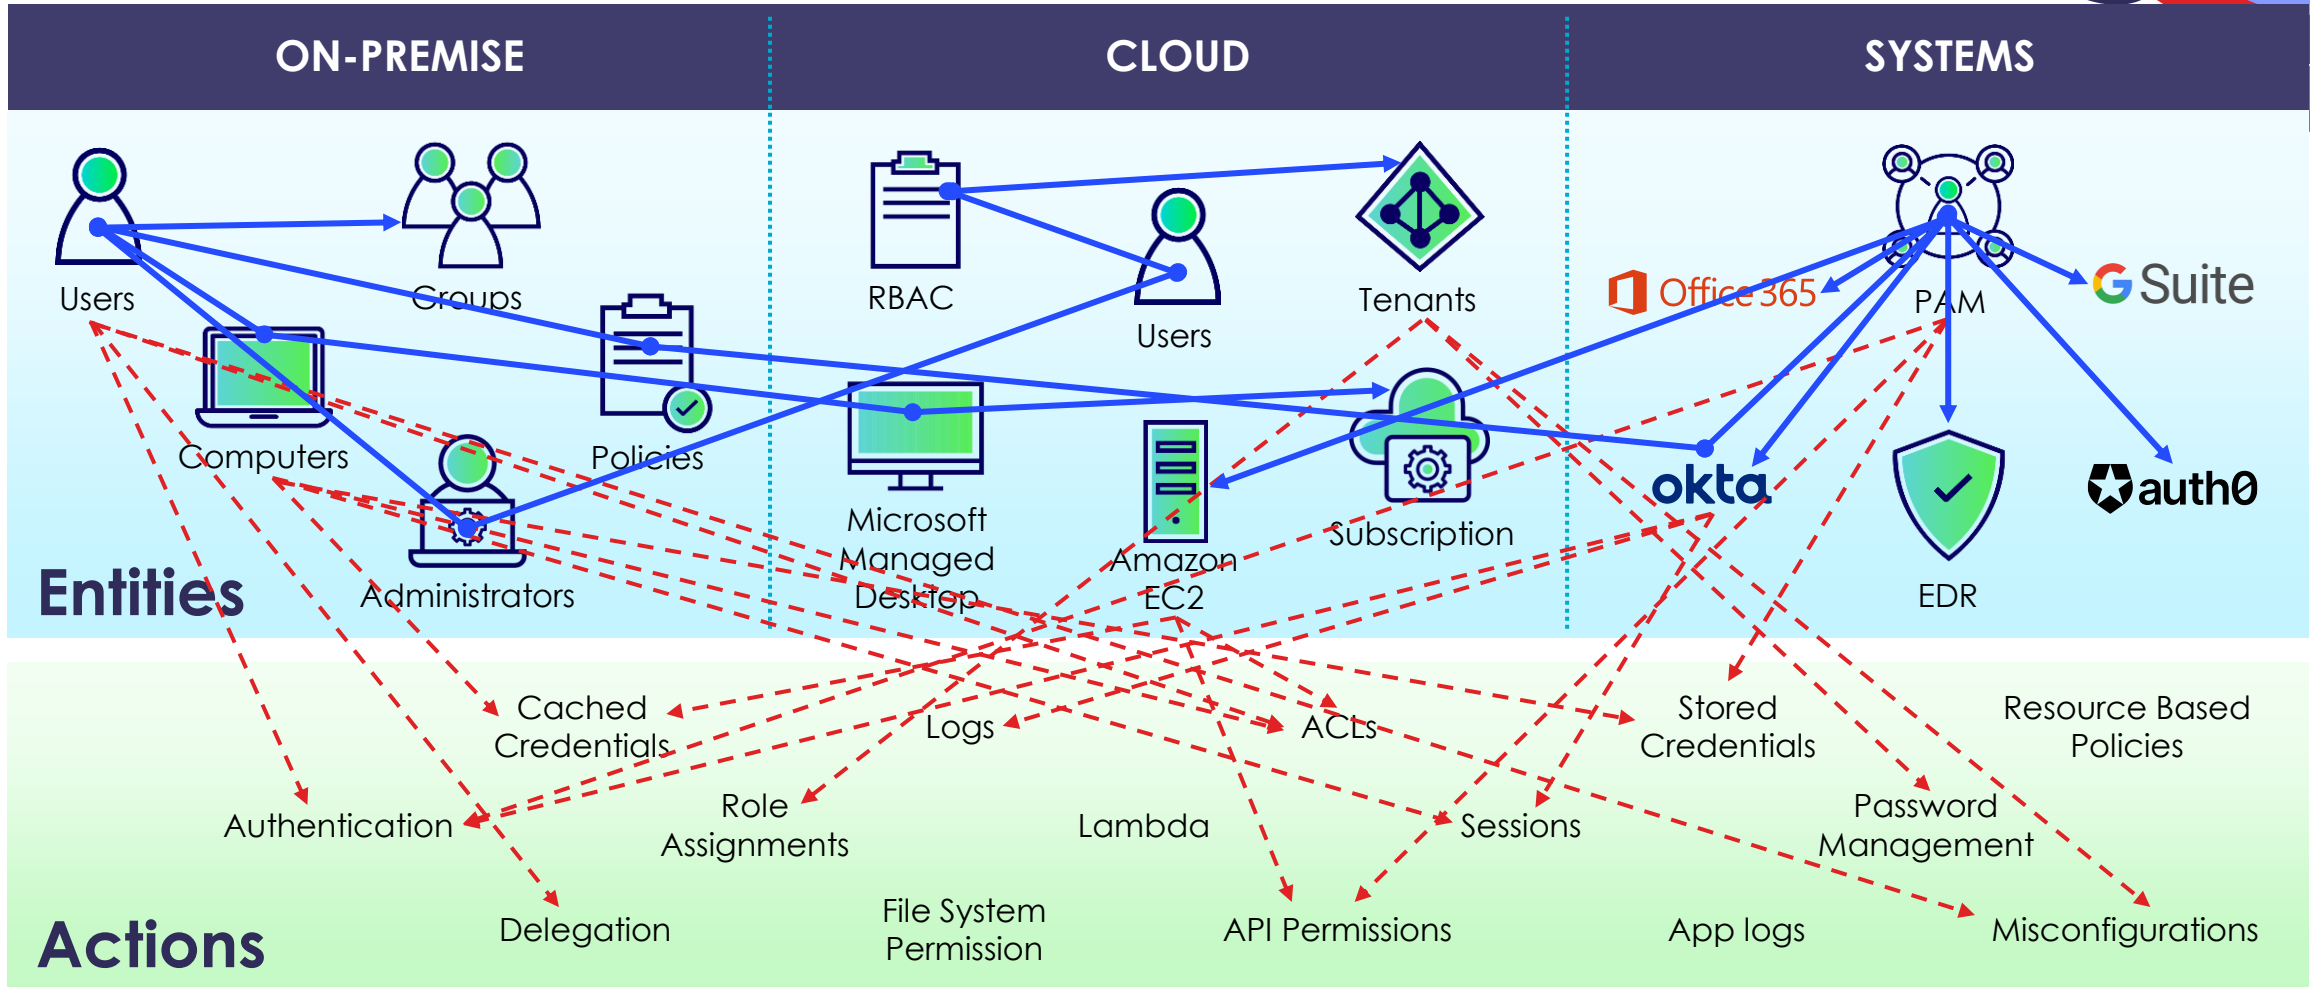 ON-PREMISE
CLOUD
SYSTEMS
Users
Groups
RBAC
Users
Tenants
Office 365
PAM
G Suite
Computers
Policies
Administrators
Microsoft
Managed
Desktop
Amazon
EC2
Subscription
okta
EDR
auth0
Entities
Cached
Credentials
Logs
ACLs
Stored
Credentials
Resource Based
Policies
Authentication
Role
Assignments
Lambda
Sessions
Password
Management
Delegation
File System
Permission
API Permissions
App logs
Misconfigurations
Actions